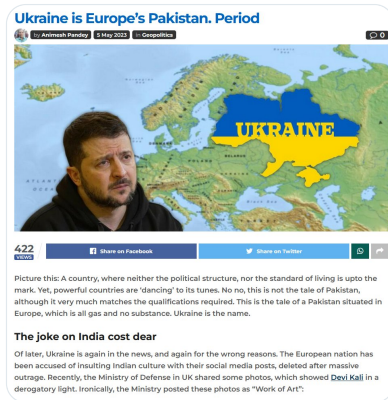 Ukraine is Europe's Pakistan. Period
by Animesh Pandey 5 May 2023 in Geopolitics 0
UKRAINE
422
VIEWS
Share on Facebook
Share on Twitter
Picture this: A country, where neither the political structure, nor the standard of living is upto the
mark. Yet, powerful countries are 'dancing' to its tunes. No no, this is not the tale of Pakistan,
although it very much matches the qualifications required. This is the tale of a Pakistan situated in
Europe, which is all gas and no substance. Ukraine is the name.
The joke on India cost dear
Of later, Ukraine is again in the news, and again for the wrong reasons. The European nation has
been accused of insulting Indian culture with their social media posts, deleted after massive
outrage. Recently, the Ministry of Defense in UK shared some photos, which showed Devi Kali in a
derogatory light. Ironically, the Ministry posted these photos as "Work of Art":